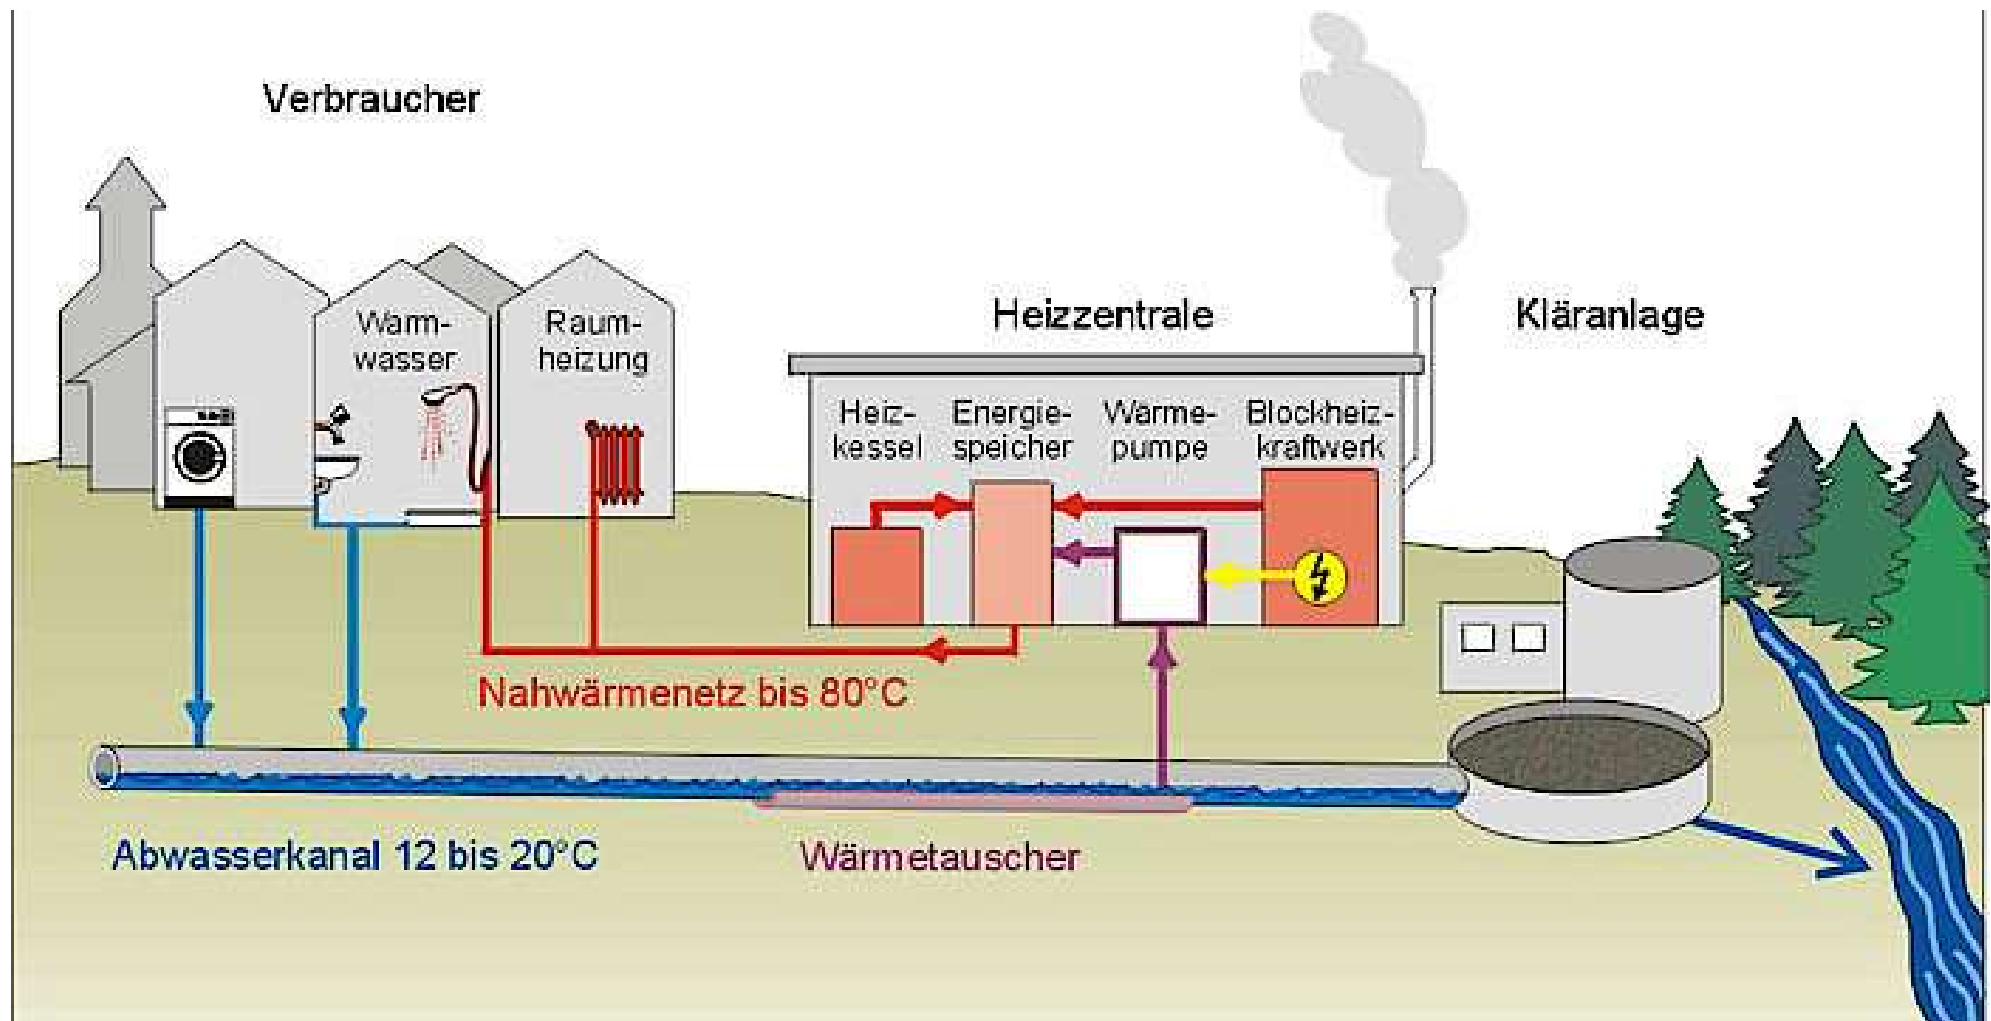 Verbraucher
Warm-
wasser
Raum-
heizung
Heizzentrale
Kläranlage
Heiz-
kessel
Energie-
speicher
Wärme-
pumpe
Blockheiz-
kraftwerk
Nahwärmenetz bis 80°C
Abwasserkanal 12 bis 20°C
Wärmetauscher